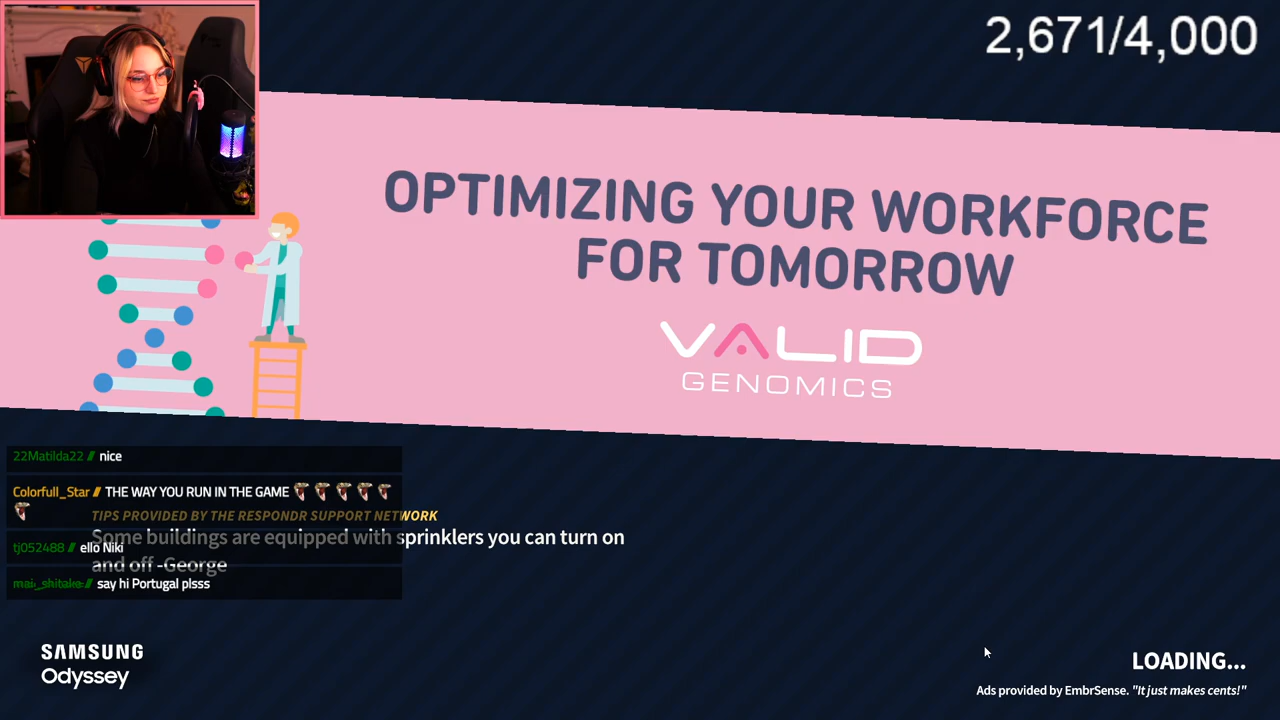 2,671/4,000
OPTIMIZING YOUR WORKFORCE
FOR TOMORROW
VALID
GENOMICS
22Matilda22 // nice
Colorfull_Star // THE WAY YOU RUN IN THE GAME
TIPS PROVIDED BY THE RESPONDR SUPPORT NETWORK
Some buildings are equipped with sprinklers you can turn on
tj052488 // ello Niki
and off -George
mai_shitake // say hi Portugal plsss
SAMSUNG
Odyssey
LOADING...
Ads provided by EmbrSense. "It just makes cents!"